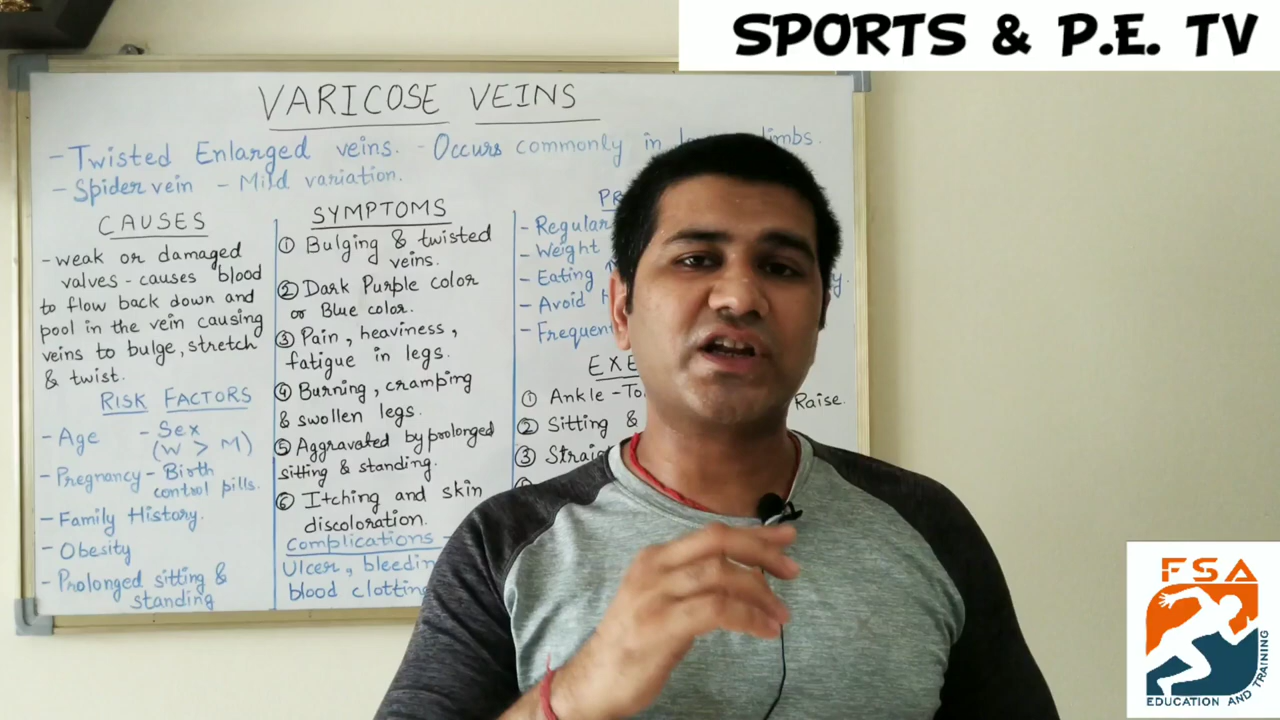 SPORTS & P.E. TV
VARICOSE VEINS
- Twisted Enlarged veins. - Occurs commonly in limbs.
- Spider vein - Mild variation.
CAUSES
- weak or damaged
valves - causes blood
to flow back down and
pool in the vein causing
veins to bulge, stretch
& twist.
RISK FACTORS
- Age - Sex
(W > M)
- Pregnancy - Birth
control pills.
- Family History.
- Obesity
- Prolonged sitting &
standing
SYMPTOMS
① Bulging & twisted
veins.
② Dark Purple color
or Blue color.
③ Pain, heaviness,
fatigue in legs.
④ Burning, cramping
& swollen legs.
⑤ Aggravated by prolonged
sitting & standing.
⑥ Itching and skin
discoloration.
Complications -
Ulcer, bleedin
blood clotting
PR
- Regular
- Weight
- Eating
- Avoid
- Frequent
EXE
① Ankle - To Raise.
② Sitting &
③ Straig
FSA
EDUCATION AND TRAINING